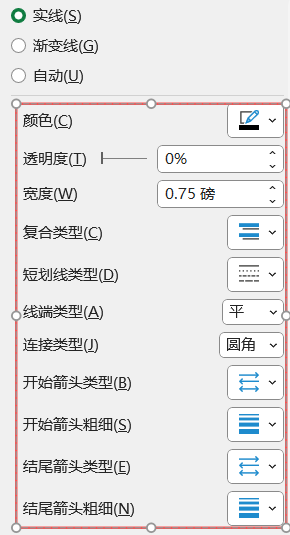 实线(S)
渐变线(G)
自动(U)
颜色(C)
透明度(T) 0%
宽度(W) 0.75 磅
复合类型(C)
短划线类型(D)
线端类型(A) 平
连接类型(J) 圆角
开始箭头类型(B)
开始箭头粗细(S)
结尾箭头类型(E)
结尾箭头粗细(N)